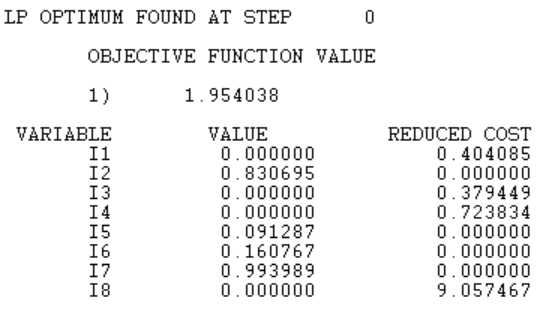 LP OPTIMUM FOUND AT STEP 0
OBJECTIVE FUNCTION VALUE
1) 1.954038
VARIABLE VALUE REDUCED COST
I1 0.000000 0.404085
I2 0.830695 0.000000
I3 0.000000 0.379449
I4 0.000000 0.723834
I5 0.091287 0.000000
I6 0.160767 0.000000
I7 0.993989 0.000000
I8 0.000000 9.057467